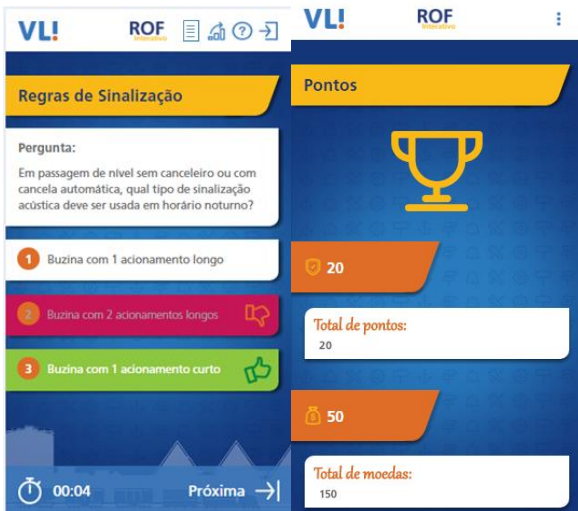 VLI
ROF
Interativo
Regras de Sinalização
Pergunta:
Em passagem de nível sem canceleiro ou com
cancela automática, qual tipo de sinalização
acústica deve ser usada em horário noturno?
1 Buzina com 1 acionamento longo
2 Buzina com 2 acionamentos longos
3 Buzina com 1 acionamento curto
00:04
Próxima
VLI
ROF
Interativo
Pontos
20
Total de pontos:
20
50
Total de moedas:
150